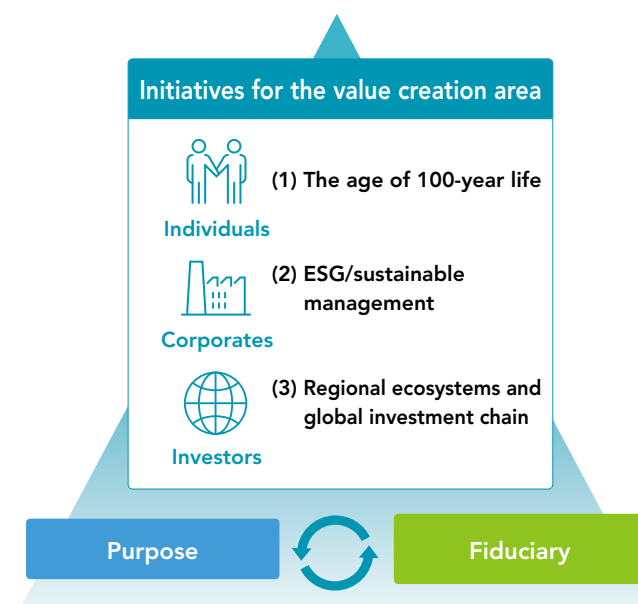 Initiatives for the value creation area
(1) The age of 100-year life
Individuals
(2) ESG/sustainable
management
Corporates
(3) Regional ecosystems and
global investment chain
Investors
Purpose
Fiduciary